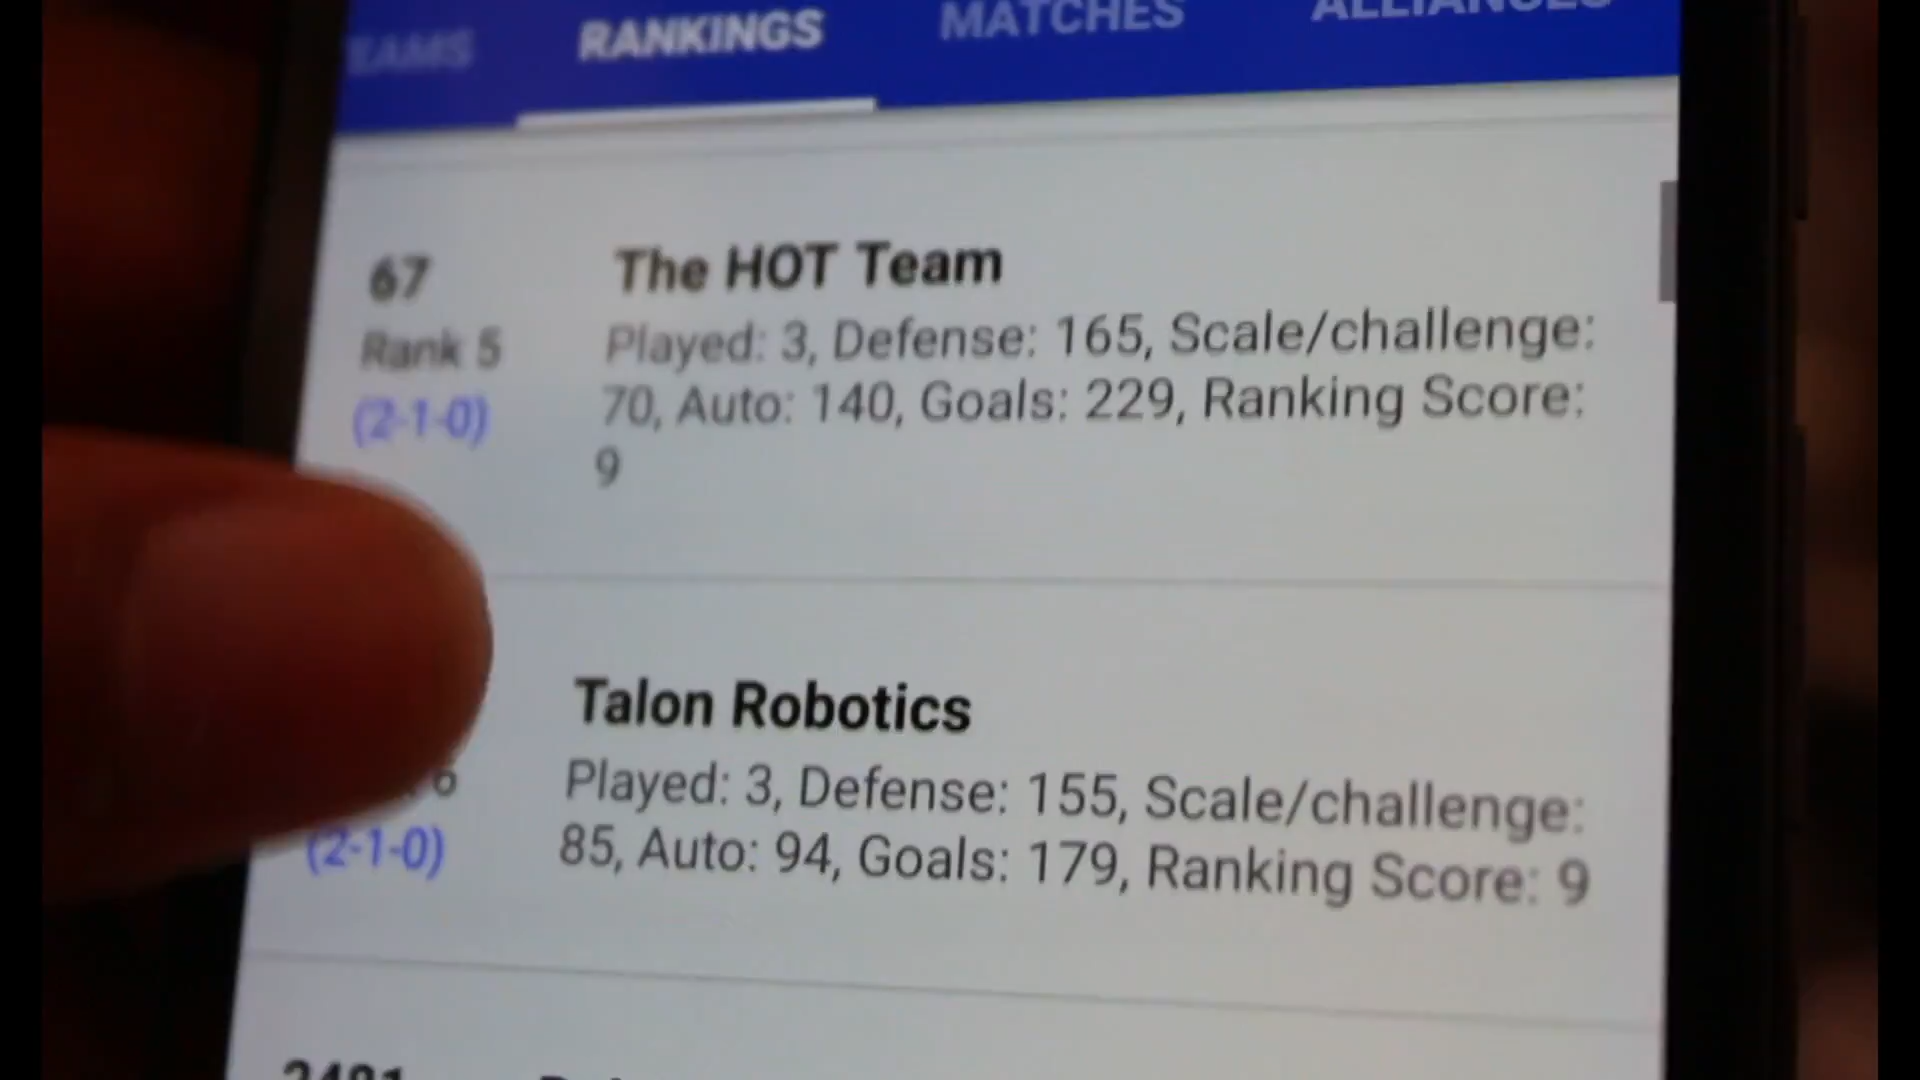 RANKINGS MATCHES ALLIANCES
67 The HOT Team
Rank 5 Played: 3, Defense: 165, Scale/challenge:
(2-1-0) 70, Auto: 140, Goals: 229, Ranking Score:
9
Talon Robotics
6 Played: 3, Defense: 155, Scale/challenge:
(2-1-0) 85, Auto: 94, Goals: 179, Ranking Score: 9